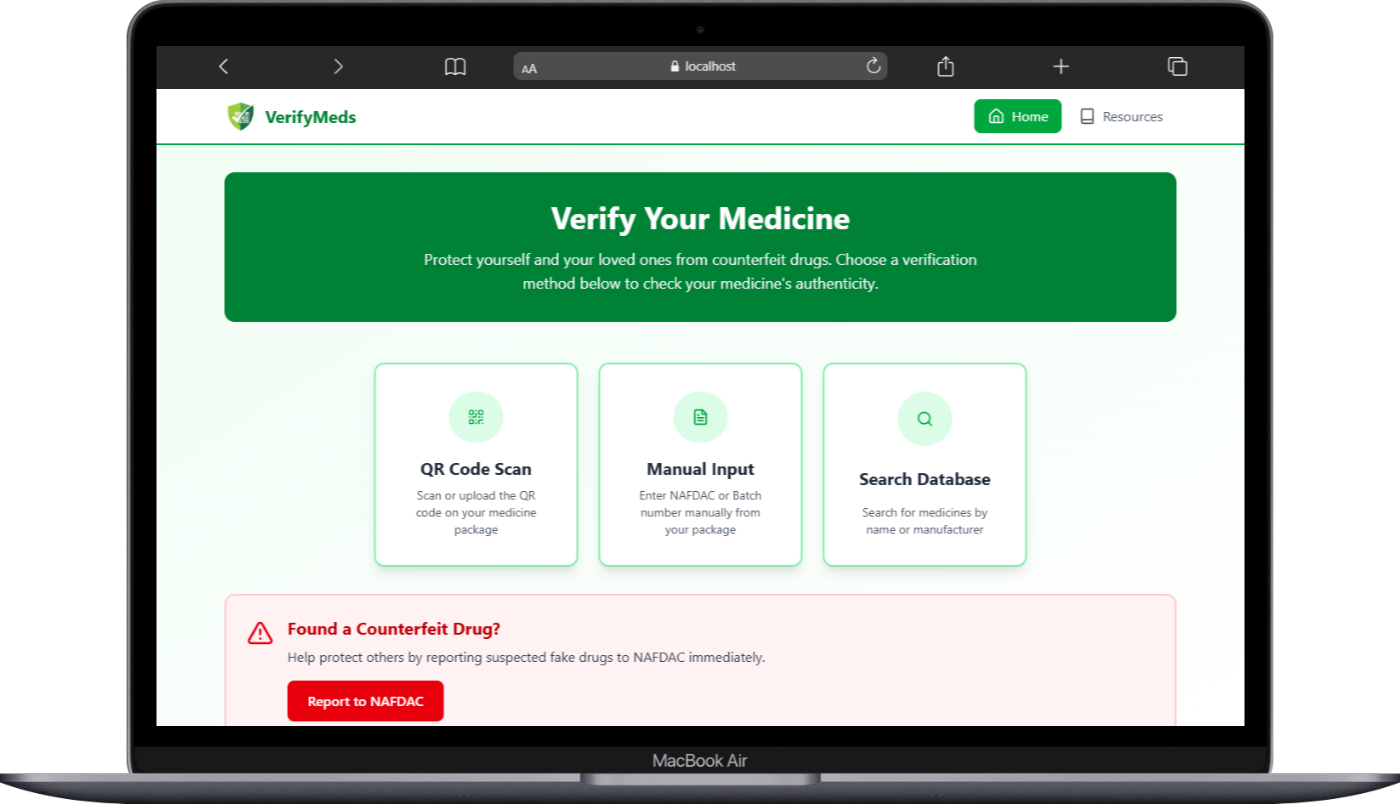 AA
localhost
VerifyMeds
Home
Resources
Verify Your Medicine
Protect yourself and your loved ones from counterfeit drugs. Choose a verification
method below to check your medicine's authenticity.
QR Code Scan
Scan or upload the QR
code on your medicine
package
Manual Input
Enter NAFDAC or Batch
number manually from
your package
Search Database
Search for medicines by
name or manufacturer
Found a Counterfeit Drug?
Help protect others by reporting suspected fake drugs to NAFDAC immediately.
Report to NAFDAC
MacBook Air